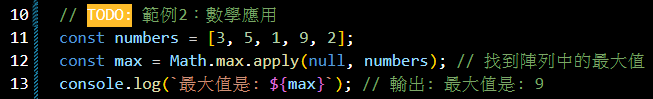 10 // TODO: 範例2：數學應用
11 const numbers = [3, 5, 1, 9, 2];
12 const max = Math.max.apply(null, numbers); // 找到陣列中的最大值
13 console.log(`最大值是: ${max}`); // 輸出: 最大值是: 9